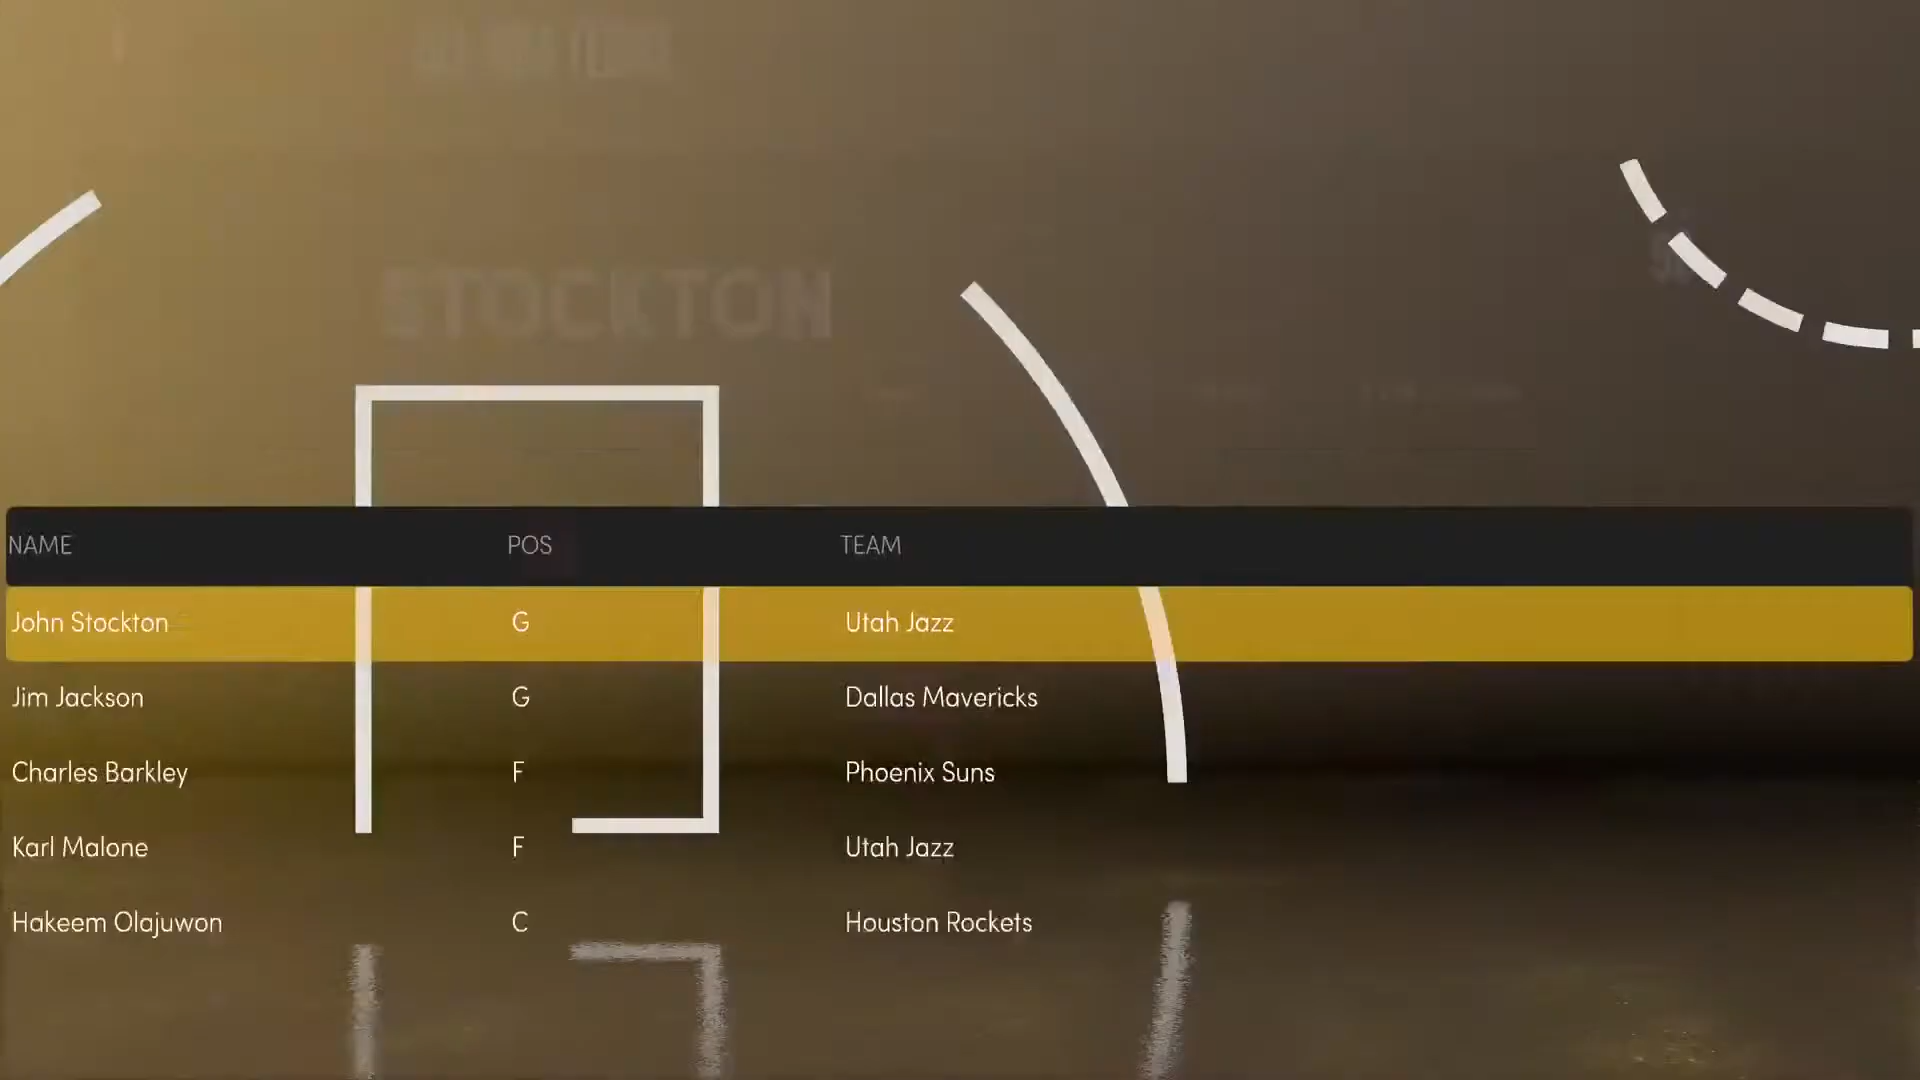 STOCKTON
NAME POS TEAM
John Stockton G Utah Jazz
Jim Jackson G Dallas Mavericks
Charles Barkley F Phoenix Suns
Karl Malone F Utah Jazz
Hakeem Olajuwon C Houston Rockets